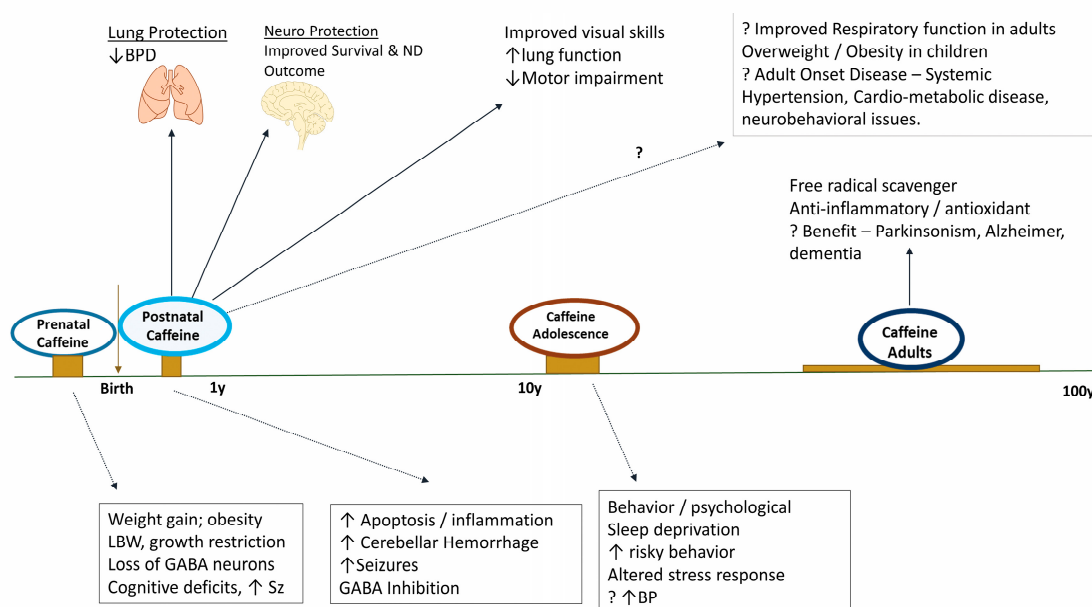 Lung Protection
↓BPD
Neuro Protection
Improved Survival & ND
Outcome
Improved visual skills
↑lung function
↓Motor impairment
? Improved Respiratory function in adults
Overweight / Obesity in children
? Adult Onset Disease – Systemic
Hypertension, Cardio-metabolic disease,
neurobehavioral issues.
?
Free radical scavenger
Anti-inflammatory / antioxidant
? Benefit – Parkinsonism, Alzheimer,
dementia
Prenatal
Caffeine
Postnatal
Caffeine
Caffeine
Adolescence
Caffeine
Adults
Birth
1y
10y
100y
Weight gain; obesity
LBW, growth restriction
Loss of GABA neurons
Cognitive deficits, ↑ Sz
↑ Apoptosis / inflammation
↑ Cerebellar Hemorrhage
↑Seizures
GABA Inhibition
Behavior / psychological
Sleep deprivation
↑ risky behavior
Altered stress response
? ↑BP